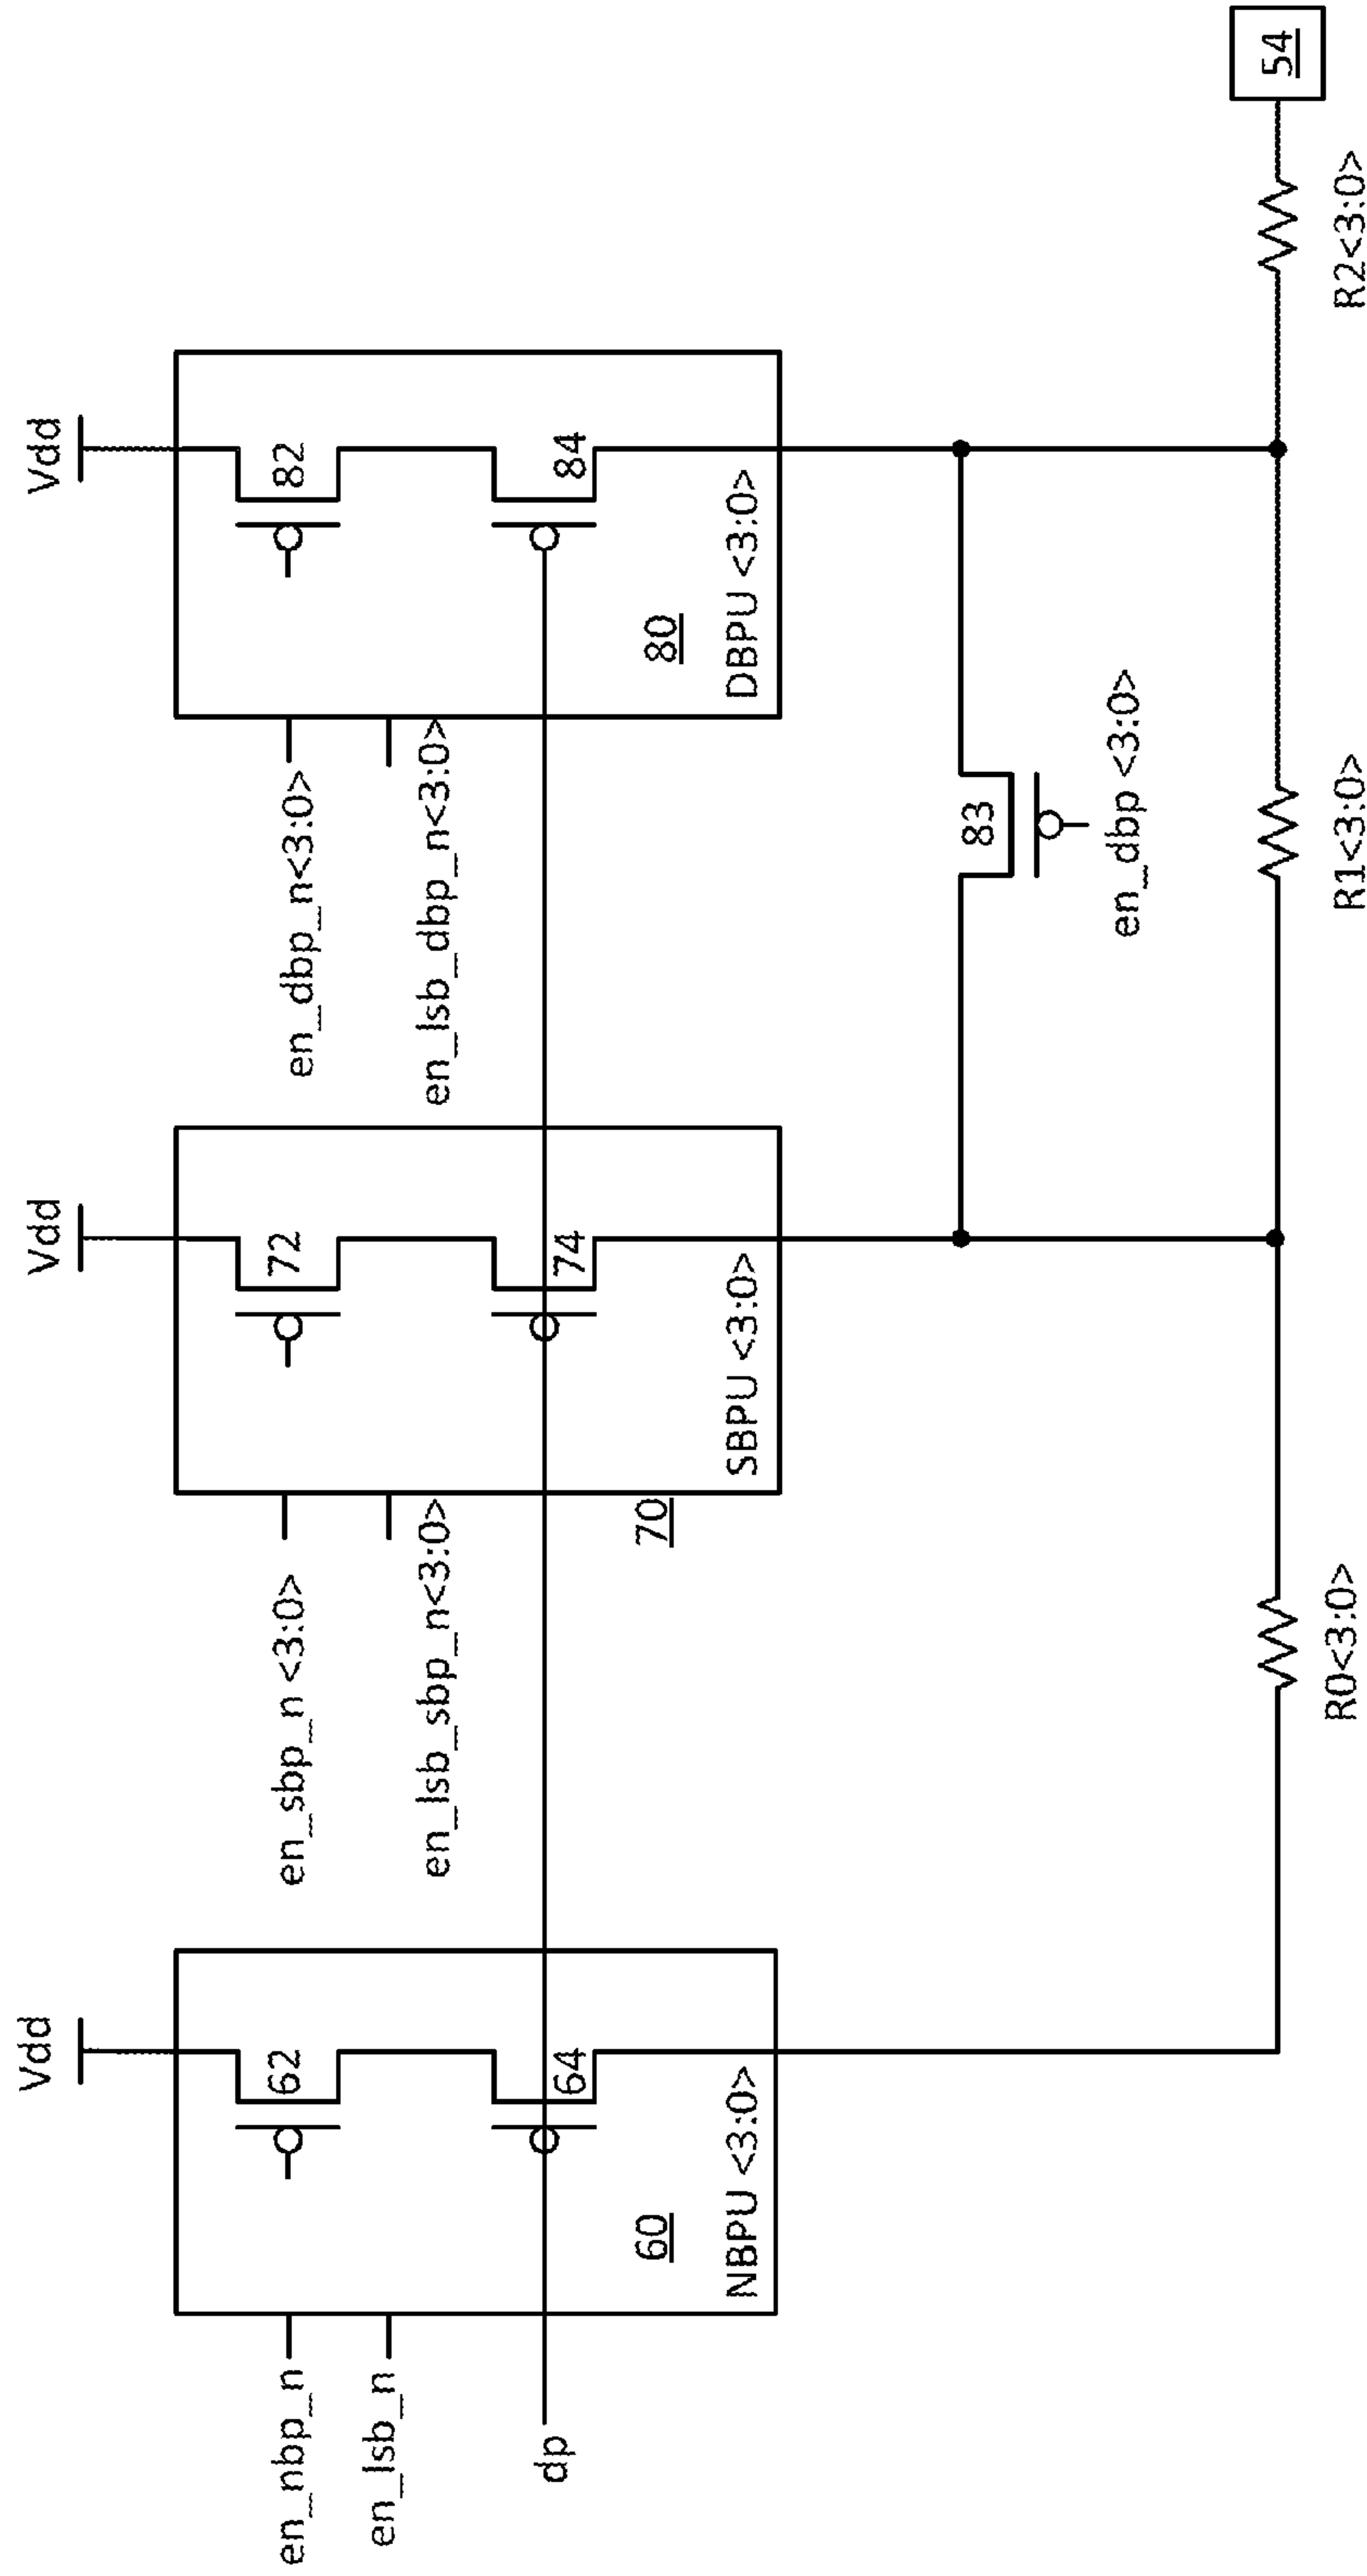 Vdd
Vdd
Vdd
en_nbp_n
en_lsb_n
dp
62
64
60
NBPU <3:0>
en_sbp_n <3:0>
en_lsb_sbp_n<3:0>
72
74
70
SBPU <3:0>
en_dbp_n<3:0>
en_lsb_dbp_n<3:0>
82
84
80
DBPU <3:0>
83
en_dbp <3:0>
R0<3:0>
R1<3:0>
R2<3:0>
54